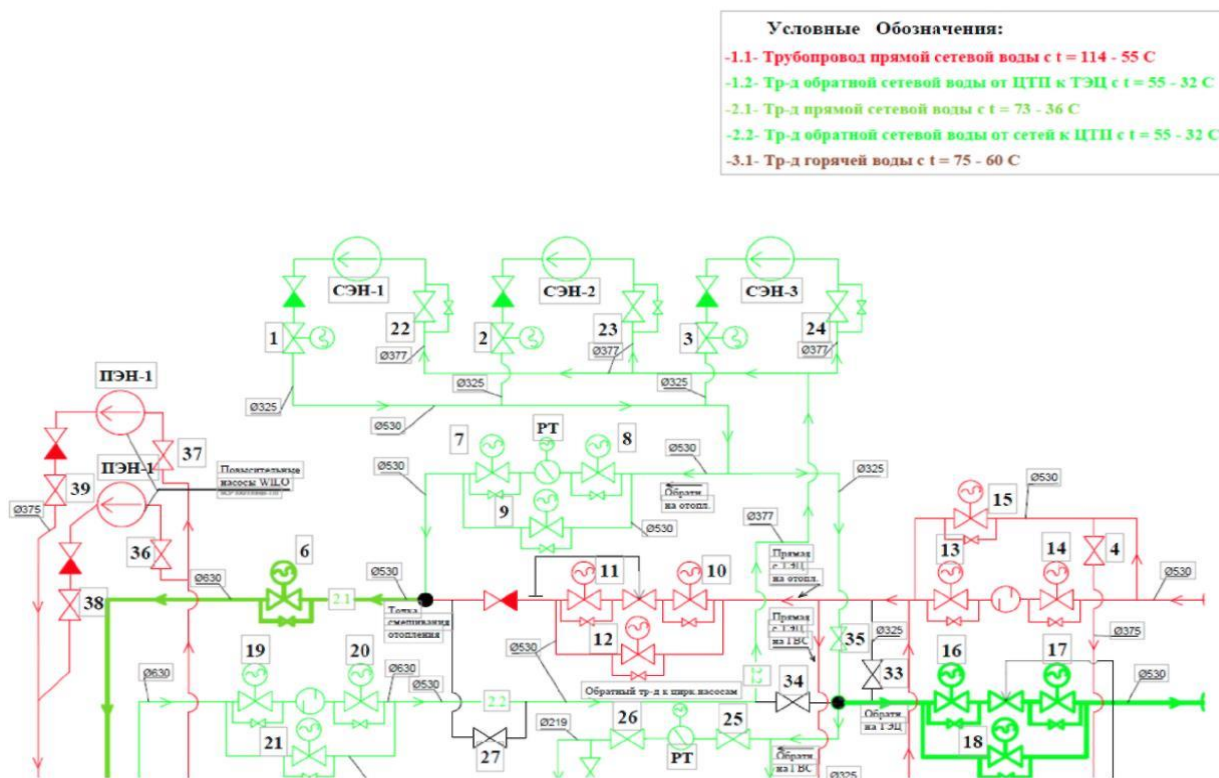 Условные Обозначения:
-1.1- Трубопровод прямой сетевой воды с t = 114 - 55 С
-1.2- Тр-д обратной сетевой воды от ЦТП к ТЭЦ с t = 55 - 32 С
-2.1- Тр-д прямой сетевой воды с t = 73 - 36 С
-2.2- Тр-д обратной сетевой воды от сетей к ЦТП с t = 55 - 32 С
-3.1- Тр-д горячей воды с t = 75 - 60 С
СЭН-1
СЭН-2
СЭН-3
1
22
2
23
3
24
Ø377
Ø377
Ø377
ПЭН-1
Ø325
Ø325
Ø325
Ø530
7
РТ
8
37
ПЭН-1
Повысительные
насосы WILO
Ø530
Ø530
Ø325
39
Ø375
9
Обратн.
на отопл.
Ø530
15
Ø530
36
6
Ø377
Прямая
с ТЭЦ
на отопл.
13
14
4
11
10
Ø630
Ø530
Ø530
38
2.1
Точка
смешивания
отопления
12
Прямая
с ТЭЦ
на ГВС
35
Ø325
Ø375
19
20
Ø530
16
17
Ø630
Ø630
Ø530
2.2
Обратный тр-д к цирк.насосам
34
33
Ø530
Ø219
26
25
Обратн.
на ТЭЦ
21
27
РТ
Обратн.
на ГВС
18
Ø325